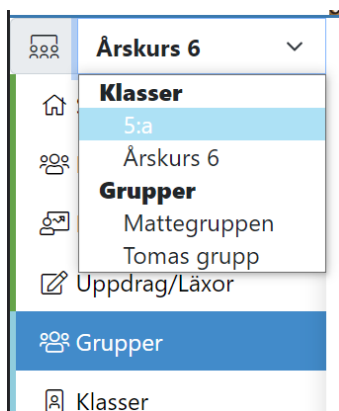 Årskurs 6
Klasser
5:a
Årskurs 6
Grupper
Mattegruppen
Tomas grupp
Uppdrag/Läxor
Grupper
Klasser